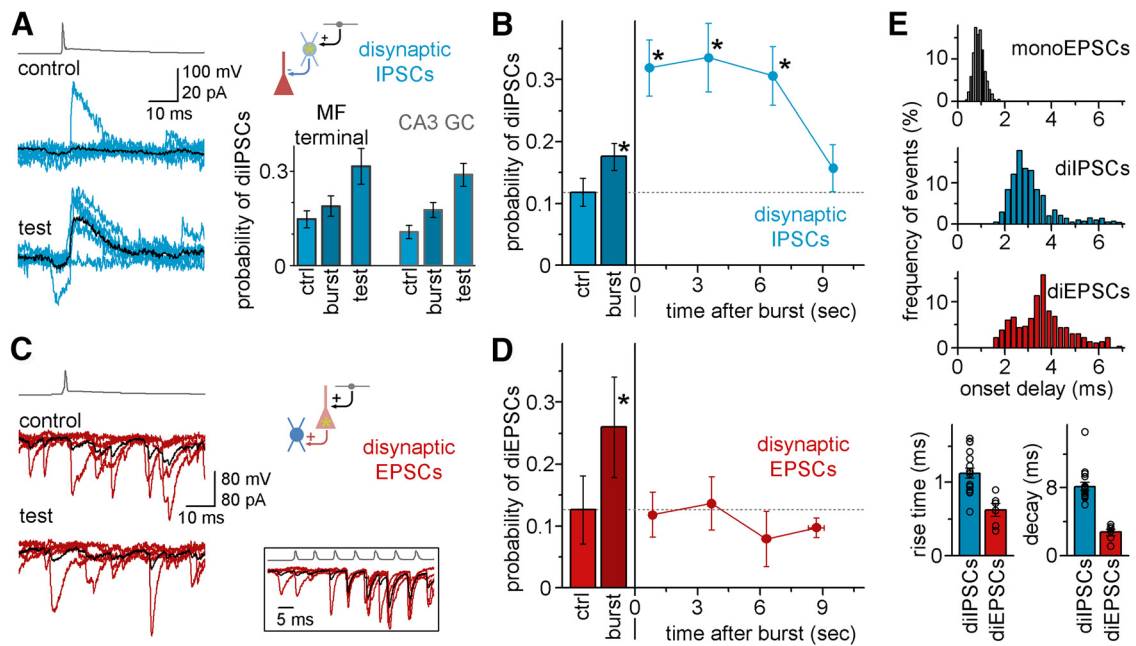 A
control
100 mV
20 pA
10 ms
test
+
-
disynaptic
IPSCs
probability of diIPSCs
MF
terminal
CA3 GC
0.3
0
ctrl
burst
test
ctrl
burst
test
B
probability of diIPSCs
0.3
0.2
0.1
0
*
*
*
*
disynaptic
IPSCs
ctrl
burst
0
3
6
9
time after burst (sec)
C
control
80 mV
80 pA
10 ms
test
+
+
disynaptic
EPSCs
5 ms
D
probability of diEPSCs
0.3
0.2
0.1
0
*
disynaptic
EPSCs
ctrl
burst
0
3
6
9
time after burst (sec)
E
frequency of events (%)
monoEPSCs
10
0
diIPSCs
10
0
diEPSCs
10
0
0
2
4
6
onset delay (ms)
rise time (ms)
1
0
diIPSCs
diEPSCs
decay (ms)
8
0
diIPSCs
diEPSCs